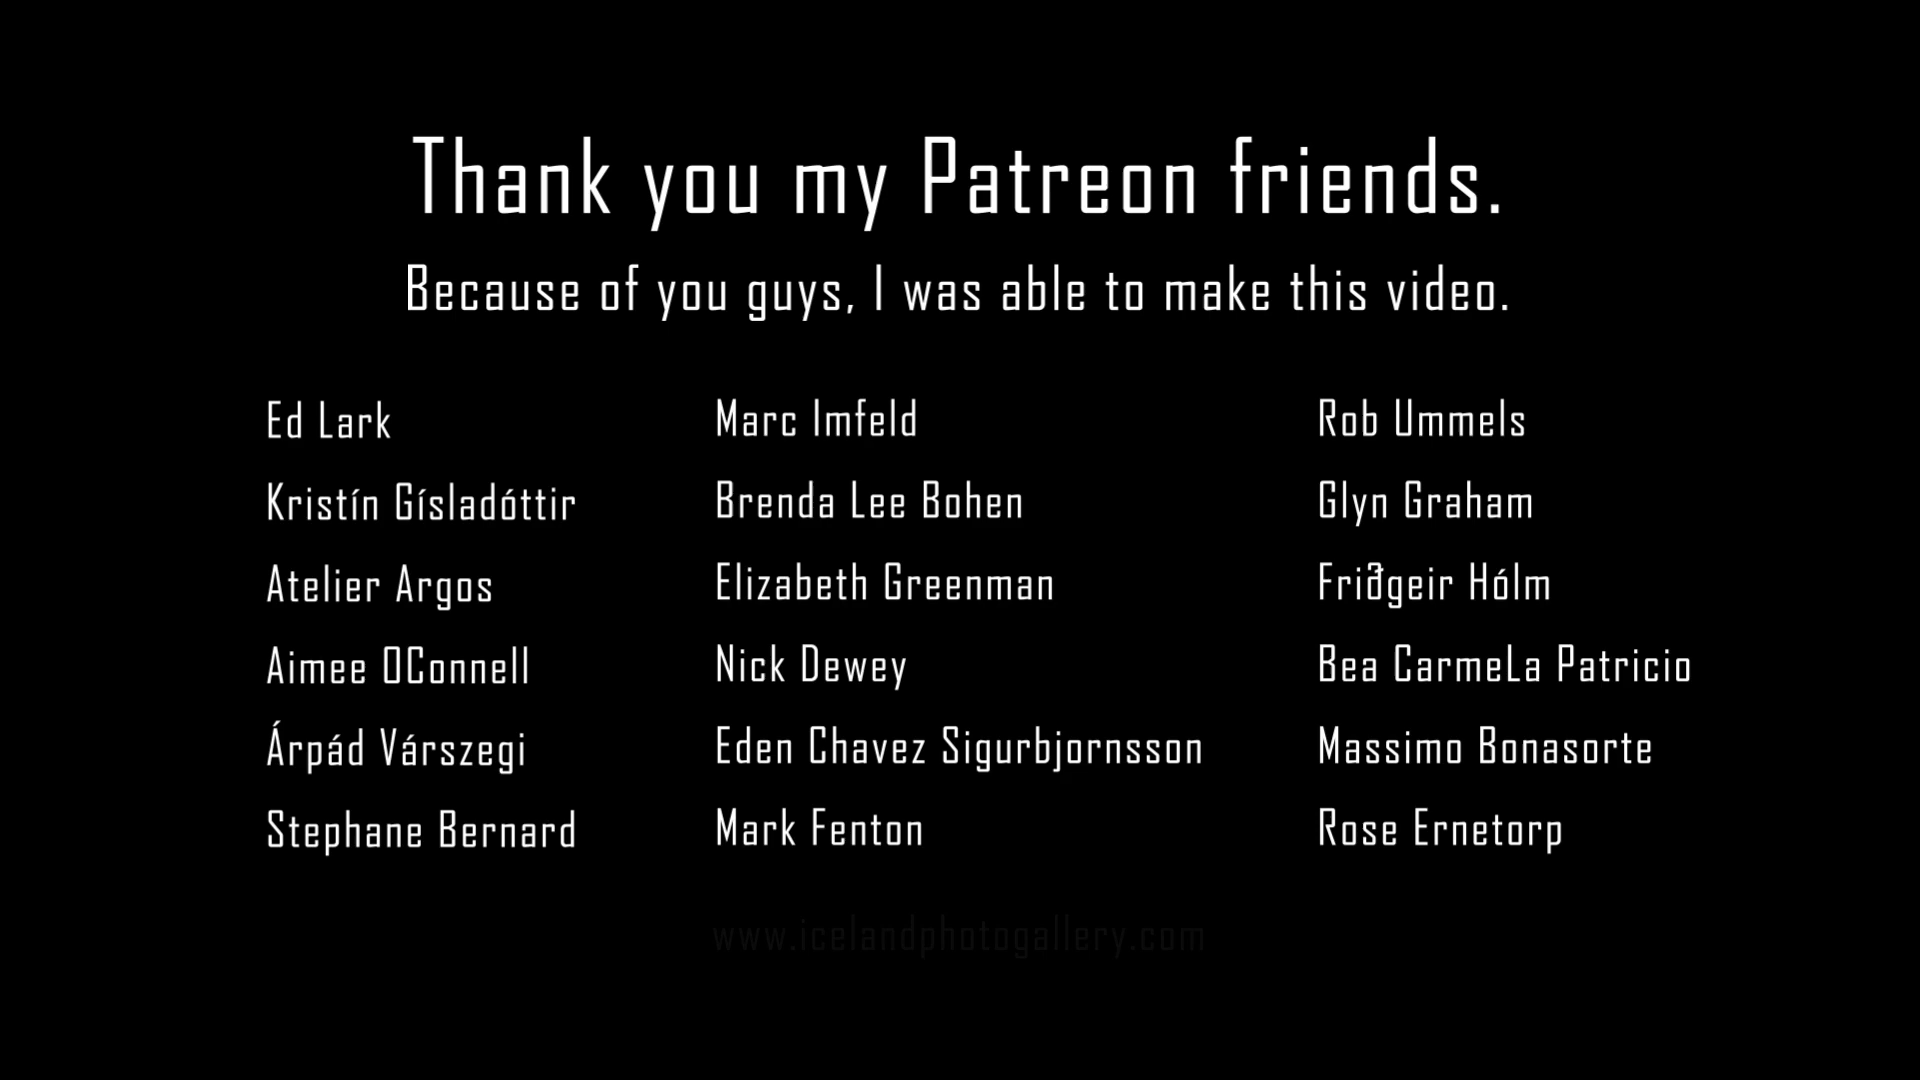 Thank you my Patreon friends.
Because of you guys, I was able to make this video.
Ed Lark
Kristín Gísladóttir
Atelier Argos
Aimee OConnell
Árpád Várszegi
Stephane Bernard
Marc Imfeld
Brenda Lee Bohen
Elizabeth Greenman
Nick Dewey
Eden Chavez Sigurbjornsson
Mark Fenton
Rob Ummels
Glyn Graham
Friðgeir Hólm
Bea CarmeLa Patricio
Massimo Bonasorte
Rose Ernetorp
www.icelandphotogallery.com